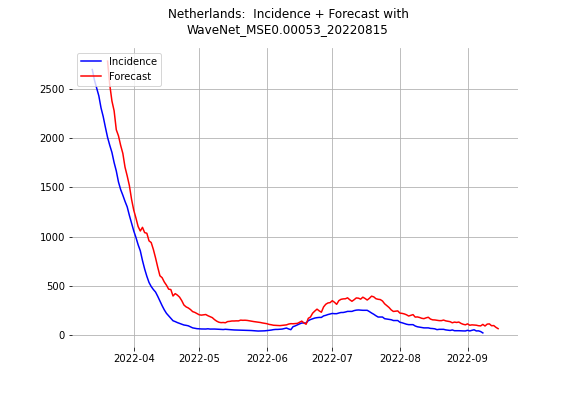 Netherlands:  Incidence + Forecast with
WaveNet_MSE0.00053_20220815
Incidence
Forecast
2500
2000
1500
1000
500
0
2022-04 2022-05 2022-06 2022-07 2022-08 2022-09